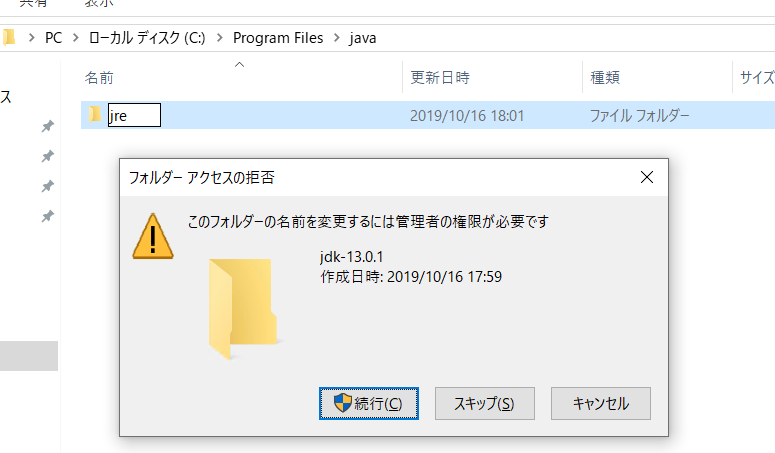 共有 表示
PC ローカル ディスク (C:) Program Files java
名前 更新日時 種類 サイズ
ス
jre 2019/10/16 18:01 ファイル フォルダー
フォルダー アクセスの拒否
このフォルダーの名前を変更するには管理者の権限が必要です
jdk-13.0.1
作成日時: 2019/10/16 17:59
続行(C) スキップ(S) キャンセル